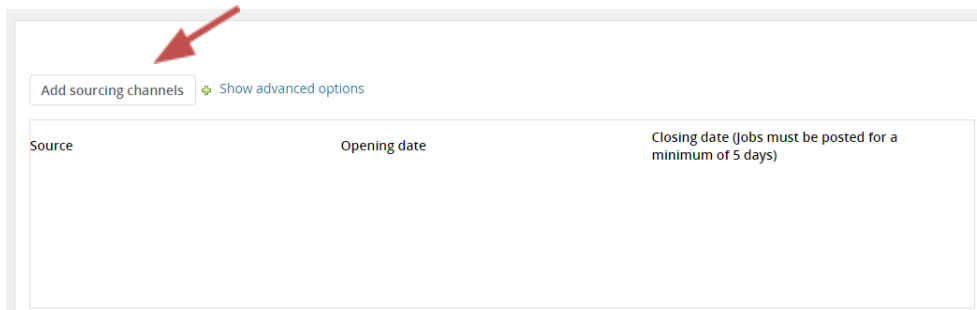 Add sourcing channels Show advanced options
Source Opening date Closing date (Jobs must be posted for a
minimum of 5 days)